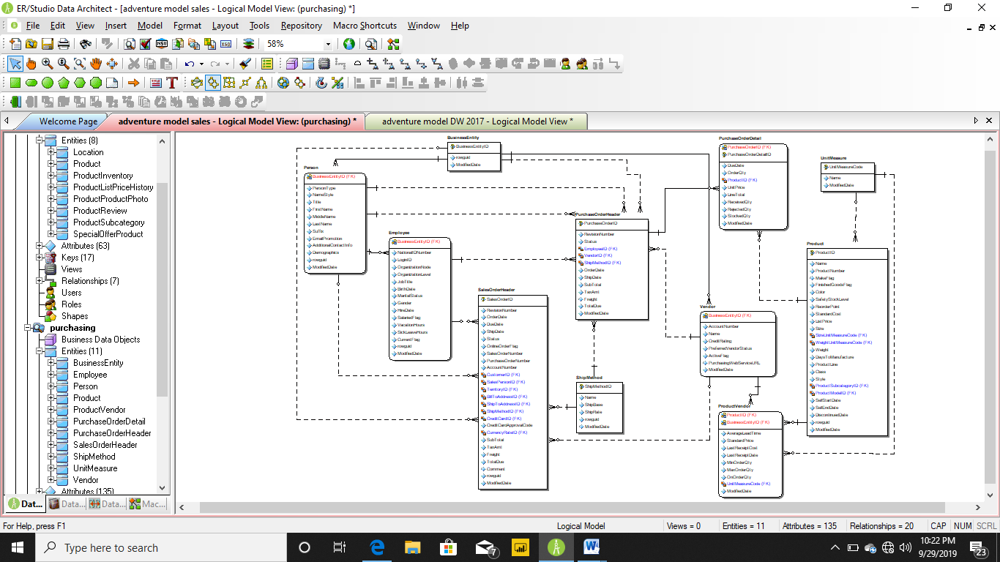 ER/Studio Data Architect - [adventure model sales - Logical Model View: (purchasing) *]
File Edit View Insert Model Format Layout Tools Repository Macro Shortcuts Window Help
58%
Welcome Page
adventure model sales - Logical Model View: (purchasing) *
adventure model DW 2017 - Logical Model View *
Entities (8)
Location
Product
ProductInventory
ProductListPriceHistory
ProductProductPhoto
ProductReview
ProductSubcategory
SpecialOfferProduct
Attributes (63)
Keys (17)
Views
Relationships (7)
Users
Roles
Shapes
purchasing
Business Data Objects
Entities (11)
BusinessEntity
Employee
Person
Product
ProductVendor
PurchaseOrderDetail
PurchaseOrderHeader
SalesOrderHeader
ShipMethod
UnitMeasure
Vendor
Attributes (135)
Dat... Data... Data... Mac...
BusinessEntity
BusinessEntityID
rowguid
ModifiedDate
Person
BusinessEntityID (FK)
PersonType
NameStyle
Title
FirstName
MiddleName
LastName
Suffix
EmailPromotion
AdditionalContactInfo
Demographics
rowguid
ModifiedDate
Employee
BusinessEntityID (FK)
NationalIDNumber
LoginID
OrganizationNode
OrganizationLevel
JobTitle
BirthDate
MaritalStatus
Gender
HireDate
SalariedFlag
VacationHours
SickLeaveHours
CurrentFlag
rowguid
ModifiedDate
SalesOrderHeader
SalesOrderID
RevisionNumber
OrderDate
DueDate
ShipDate
Status
OnlineOrderFlag
SalesOrderNumber
PurchaseOrderNumber
AccountNumber
CustomerID (FK)
SalesPersonID (FK)
TerritoryID (FK)
BillToAddressID (FK)
ShipToAddressID (FK)
ShipMethodID (FK)
CreditCardID (FK)
CreditCardApprovalCode
CurrencyRateID (FK)
SubTotal
TaxAmt
Freight
TotalDue
Comment
rowguid
ModifiedDate
PurchaseOrderHeader
PurchaseOrderID
RevisionNumber
Status
EmployeeID (FK)
VendorID (FK)
ShipMethodID (FK)
OrderDate
ShipDate
SubTotal
TaxAmt
Freight
TotalDue
ModifiedDate
ShipMethod
ShipMethodID
Name
ShipBase
ShipRate
rowguid
ModifiedDate
PurchaseOrderDetail
PurchaseOrderID (FK)
PurchaseOrderDetailID
DueDate
OrderQty
ProductID (FK)
UnitPrice
LineTotal
ReceivedQty
RejectedQty
StockedQty
ModifiedDate
Vendor
BusinessEntityID (FK)
AccountNumber
Name
CreditRating
PreferredVendorStatus
ActiveFlag
PurchasingWebServiceURL
ModifiedDate
ProductVendor
ProductID (FK)
BusinessEntityID (FK)
AverageLeadTime
StandardPrice
LastReceiptCost
LastReceiptDate
MinOrderQty
MaxOrderQty
OnOrderQty
UnitMeasureCode (FK)
ModifiedDate
UnitMeasure
UnitMeasureCode
Name
ModifiedDate
Product
ProductID
Name
ProductNumber
MakeFlag
FinishedGoodsFlag
Color
SafetyStockLevel
ReorderPoint
StandardCost
ListPrice
Size
SizeUnitMeasureCode (FK)
WeightUnitMeasureCode (FK)
Weight
DaysToManufacture
ProductLine
Class
Style
ProductSubcategoryID (FK)
ProductModelID (FK)
SellStartDate
SellEndDate
DiscontinuedDate
rowguid
ModifiedDate
For Help, press F1
Logical Model
Views = 0
Entities = 11
Attributes = 135
Relationships = 20
CAP NUM SCRL
Type here to search
7
10:22 PM
9/29/2019
23